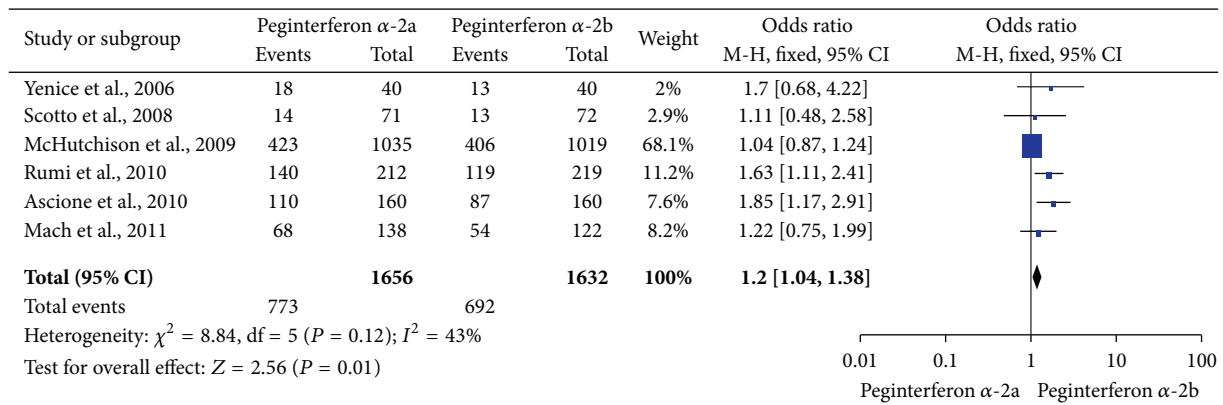 Study or subgroup Peginterferon α-2a Peginterferon α-2b Weight Odds ratio Odds ratio
Events Total Events Total M-H, fixed, 95% CI M-H, fixed, 95% CI
Yenice et al., 2006 18 40 13 40 2% 1.7 [0.68, 4.22]
Scotto et al., 2008 14 71 13 72 2.9% 1.11 [0.48, 2.58]
McHutchison et al., 2009 423 1035 406 1019 68.1% 1.04 [0.87, 1.24]
Rumi et al., 2010 140 212 119 219 11.2% 1.63 [1.11, 2.41]
Ascione et al., 2010 110 160 87 160 7.6% 1.85 [1.17, 2.91]
Mach et al., 2011 68 138 54 122 8.2% 1.22 [0.75, 1.99]
Total (95% CI) 1656 1632 100% 1.2 [1.04, 1.38]
Total events 773 692
Heterogeneity: χ² = 8.84, df = 5 (P = 0.12); I² = 43%
Test for overall effect: Z = 2.56 (P = 0.01)
0.01 0.1 1 10 100
Peginterferon α-2a Peginterferon α-2b